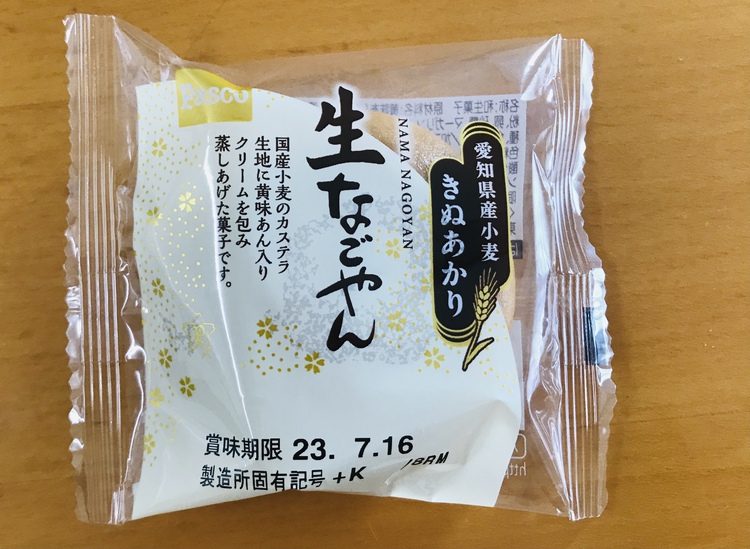 Pasco
生なごやん
NAMA NAGOYAN
愛知県産小麦
きぬあかり
国産小麦のカステラ
生地に黄味あん入り
クリームを包み
蒸しあげた菓子です。
賞味期限 23. 7.16
製造所固有記号 +K /BRM